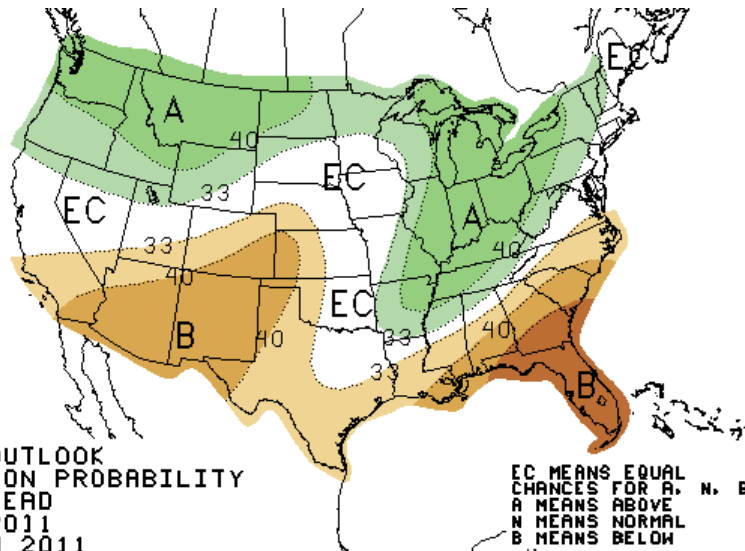 EC
A
40
EC
33
EC
A
33
40
40
EC
B
40
33
40
33
B
OUTLOOK
ON PROBABILITY
EAD
2011
2011
EC MEANS EQUAL
CHANCES FOR A, N, B
A MEANS ABOVE
N MEANS NORMAL
B MEANS BELOW